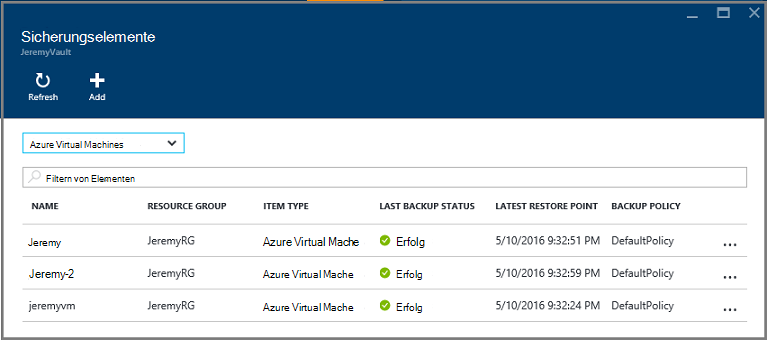 Sicherungselemente
JeremyVault
Refresh Add
Azure Virtual Machines
Filtern von Elementen
NAME RESOURCE GROUP ITEM TYPE LAST BACKUP STATUS LATEST RESTORE POINT BACKUP POLICY
Jeremy JeremyRG Azure Virtual Mache Erfolg 5/10/2016 9:32:51 PM DefaultPolicy ...
Jeremy-2 JeremyRG Azure Virtual Mache Erfolg 5/10/2016 9:32:59 PM DefaultPolicy ...
jeremyvm JeremyRG Azure Virtual Mache Erfolg 5/10/2016 9:32:24 PM DefaultPolicy ...